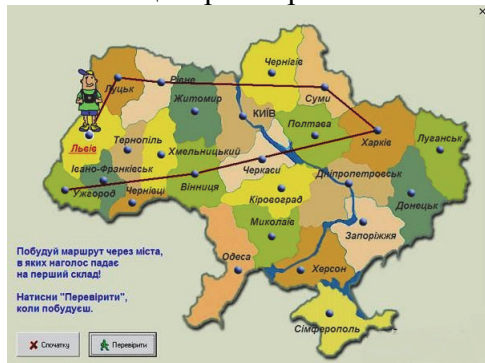 Чернігів
Луцьк
Рівне
Суми
Житомир
КИЇВ
Полтава
Харків
Луганськ
Львів
Тернопіль
Хмельницький
Черкаси
Івано-Франківськ
Дніпропетровськ
Ужгород
Чернівці
Вінниця
Кіровоград
Донецьк
Миколаїв
Запоріжжя
Одеса
Херсон
Сімферополь
Побудуй маршрут через міста,
в яких наголос падає
на перший склад!
Натисни "Перевірити",
коли побудуєш.
Спочатку
Перевірити